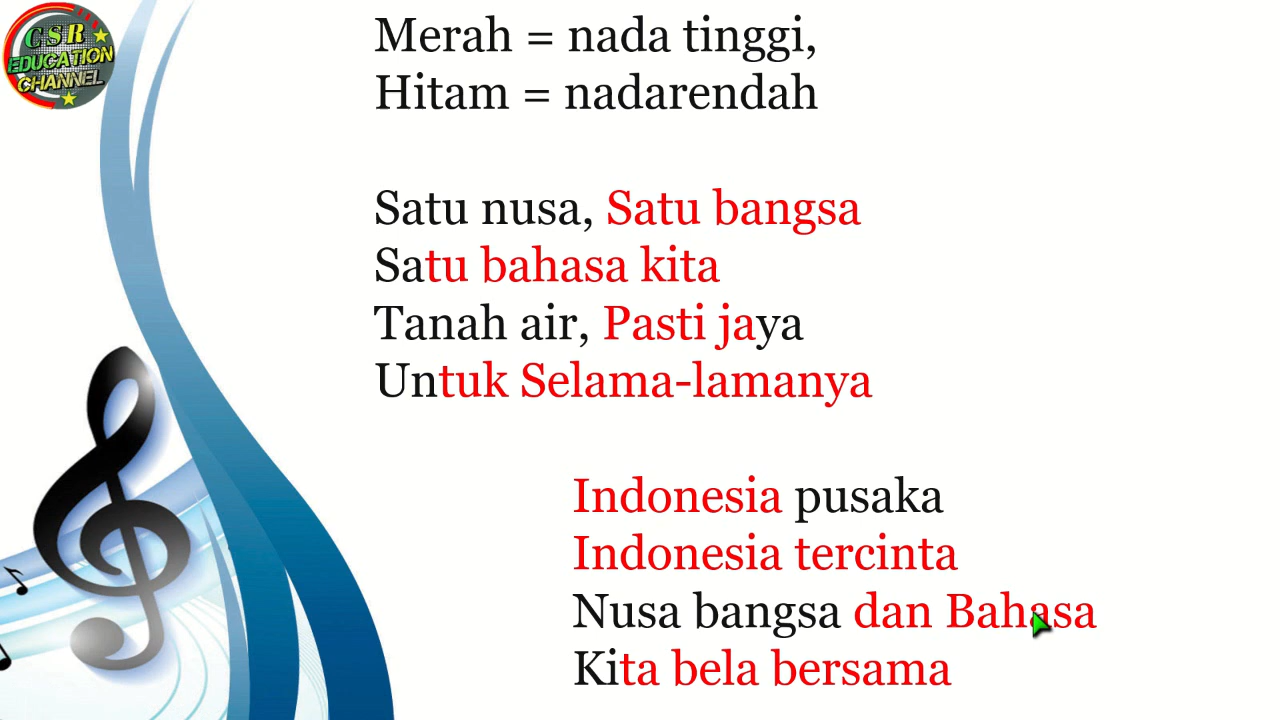 CSR
EDUCATION
CHANNEL
Merah = nada tinggi,
Hitam = nadarendah
Satu nusa, Satu bangsa
Satu bahasa kita
Tanah air, Pasti jaya
Untuk Selama-lamanya
Indonesia pusaka
Indonesia tercinta
Nusa bangsa dan Bahasa
Kita bela bersama